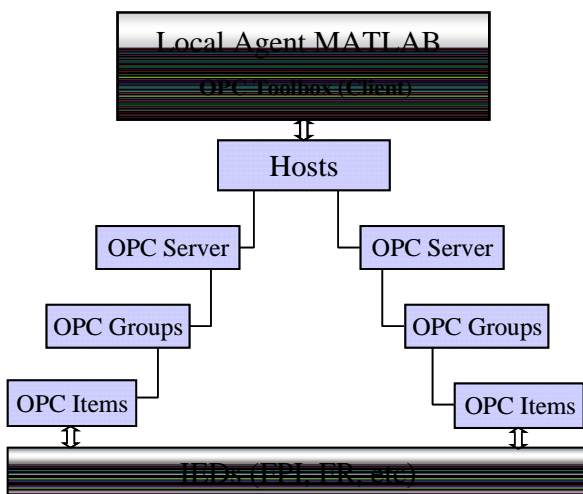 Local Agent MATLAB
OPC Toolbox (Client)
Hosts
OPC Server
OPC Server
OPC Groups
OPC Groups
OPC Items
OPC Items
IEDs (FPI, FR, etc)